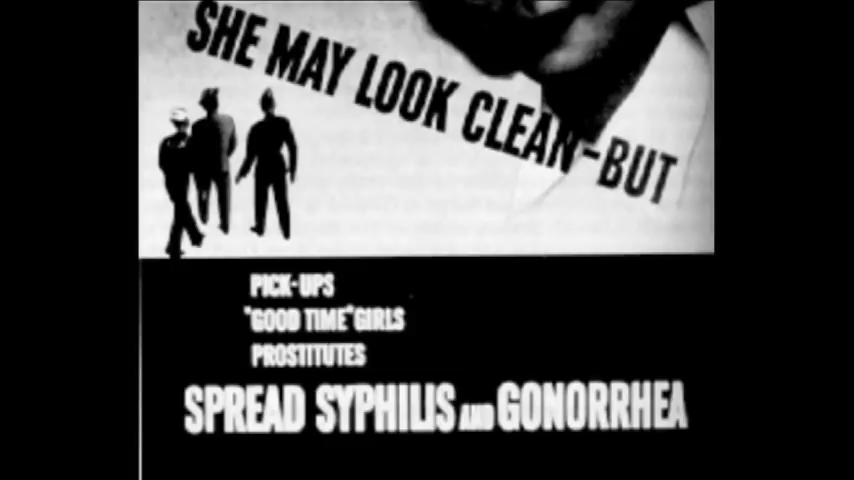 SHE MAY LOOK CLEAN-BUT
PICK-UPS
"GOOD TIME" GIRLS
PROSTITUTES
SPREAD SYPHILIS AND GONORRHEA